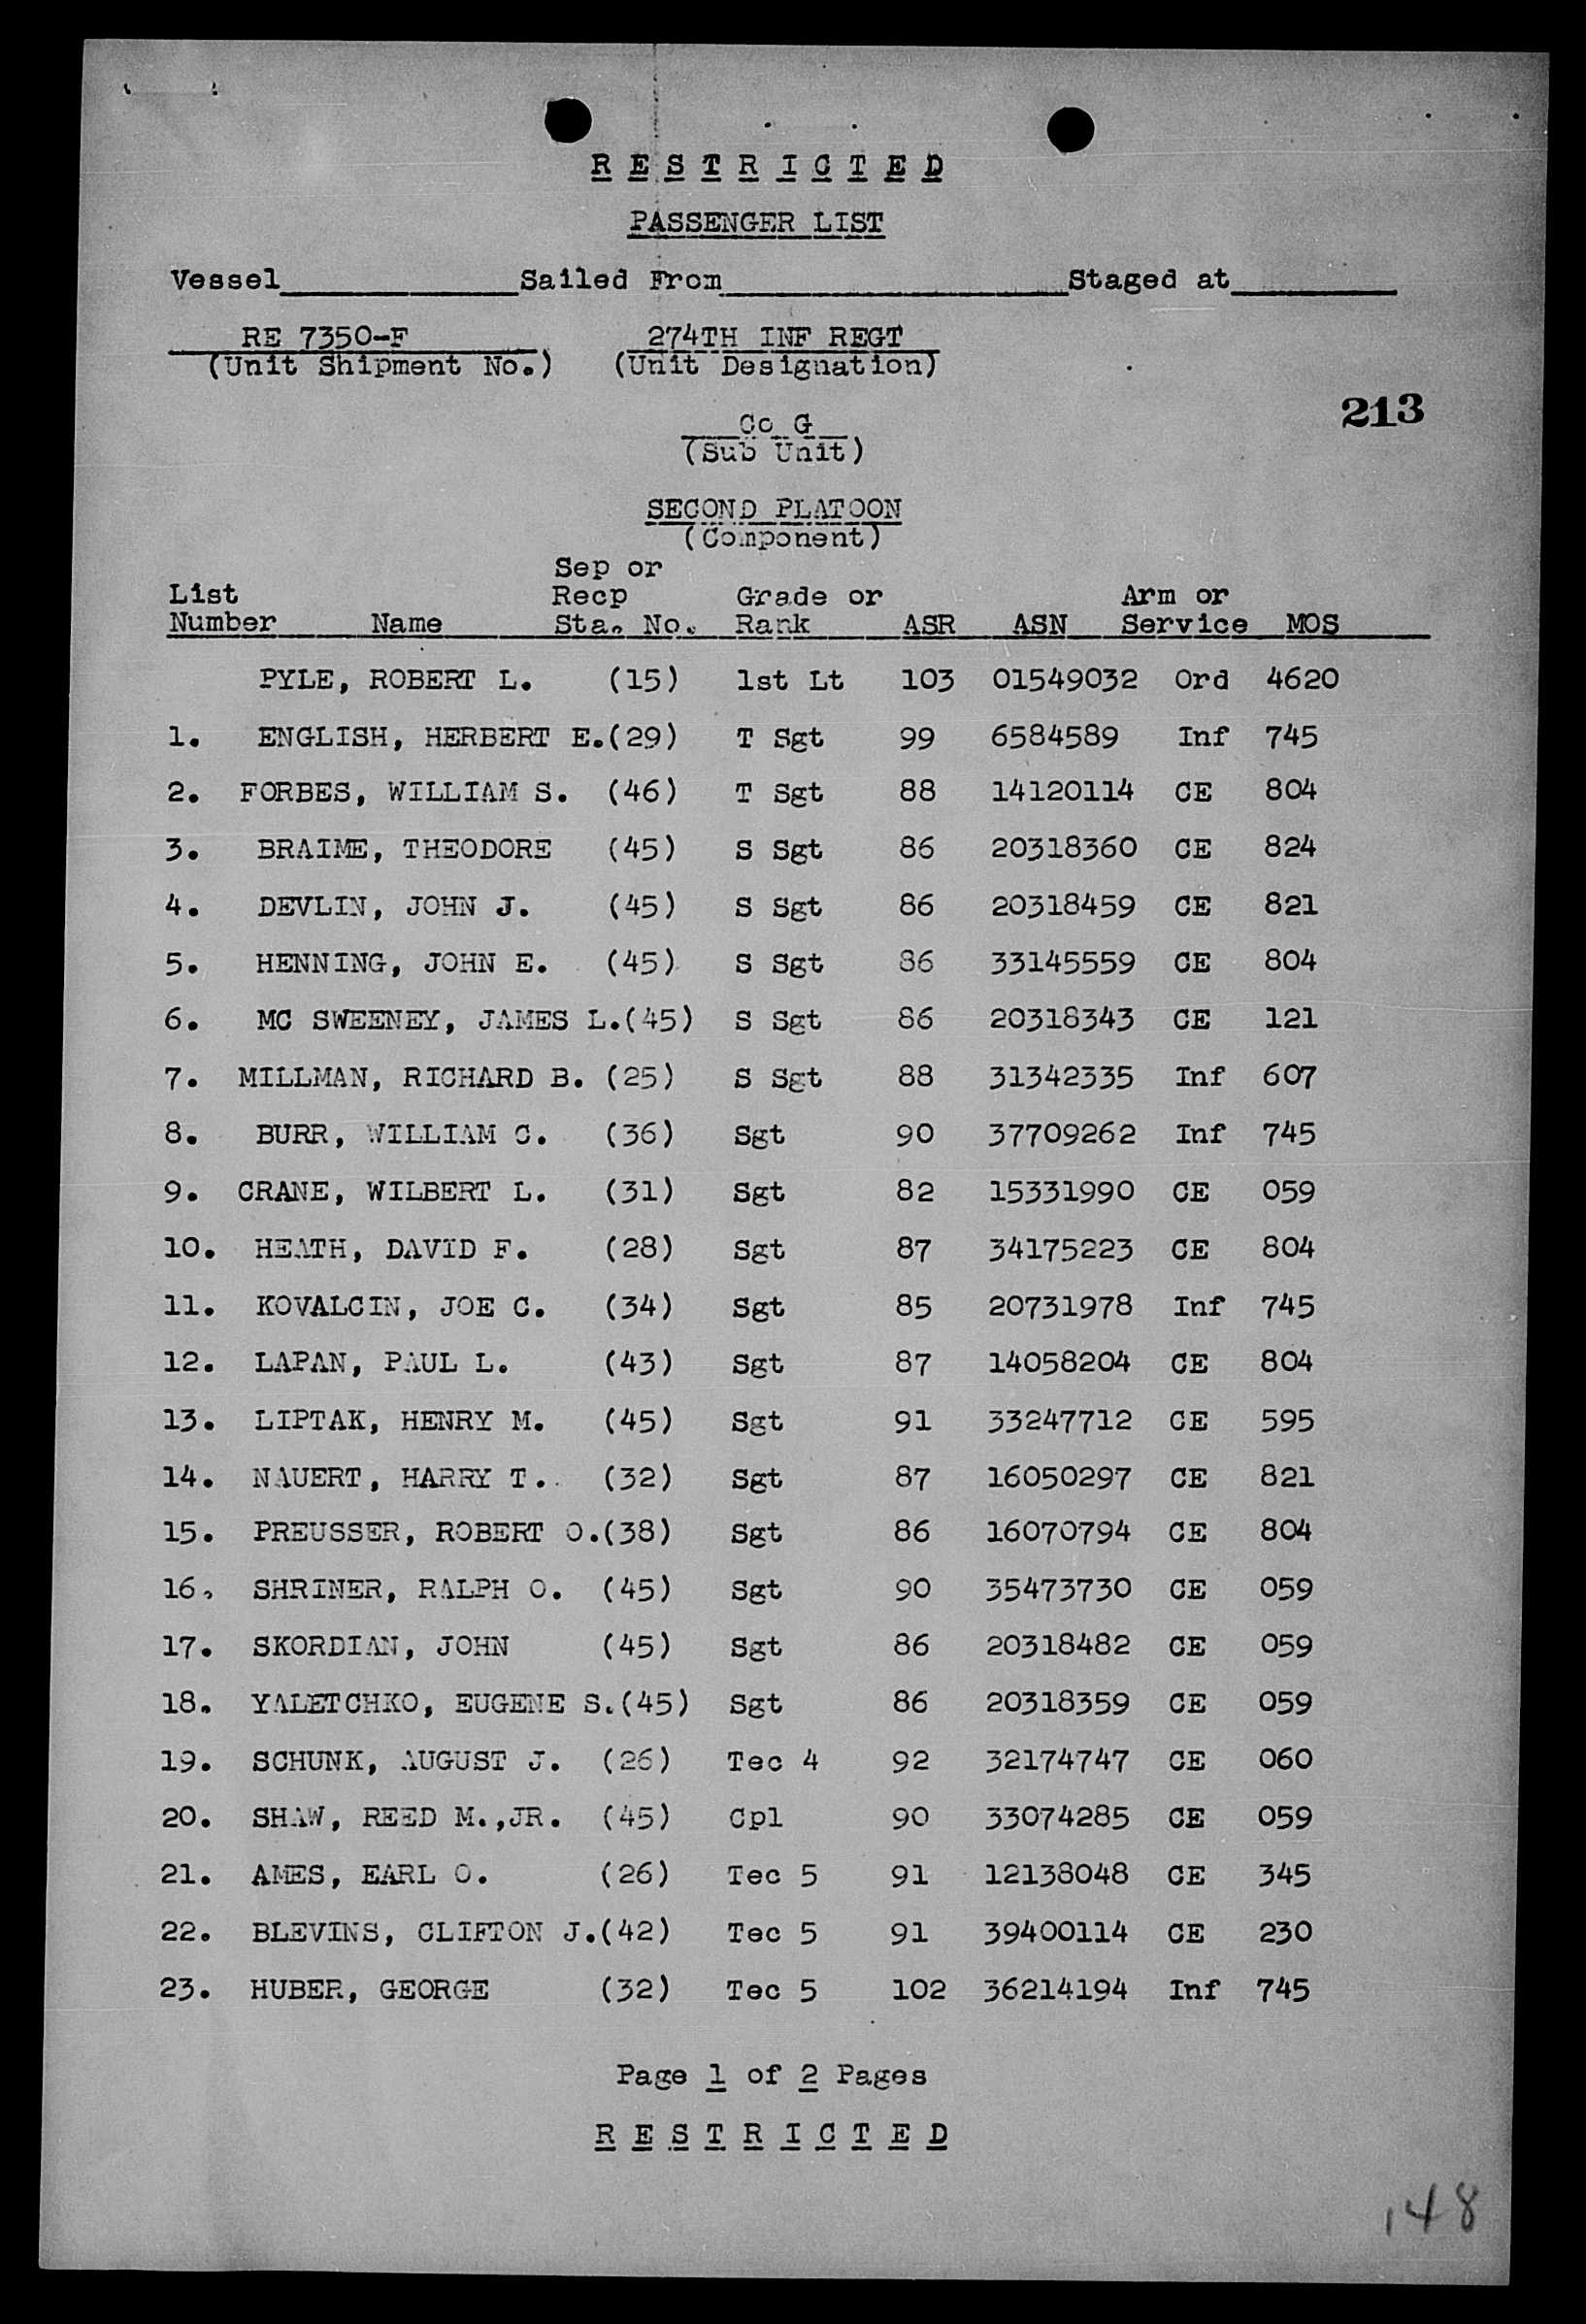 R E S T R I C T E D
PASSENGER LIST
Vessel____________Sailed From__________________Staged at_________
RE 7350-F 274TH INF REGT
(Unit Shipment No.) (Unit Designation)
213
Co G
(Sub Unit)
SECOND PLATOON
(Component)
Sep or
List Recp Grade or Arm or
Number Name Sta. No. Rank ASR ASN Service MOS
PYLE, ROBERT L. (15) 1st Lt 103 01549032 Ord 4620
1. ENGLISH, HERBERT E.(29) T Sgt 99 6584589 Inf 745
2. FORBES, WILLIAM S. (46) T Sgt 88 14120114 CE 804
3. BRAIME, THEODORE (45) S Sgt 86 20318360 CE 824
4. DEVLIN, JOHN J. (45) S Sgt 86 20318459 CE 821
5. HENNING, JOHN E. (45) S Sgt 86 33145559 CE 804
6. MC SWEENEY, JAMES L.(45) S Sgt 86 20318343 CE 121
7. MILLMAN, RICHARD B. (25) S Sgt 88 31342335 Inf 607
8. BURR, WILLIAM C. (36) Sgt 90 37709262 Inf 745
9. CRANE, WILBERT L. (31) Sgt 82 15331990 CE 059
10. HEATH, DAVID F. (28) Sgt 87 34175223 CE 804
11. KOVALCIN, JOE C. (34) Sgt 85 20731978 Inf 745
12. LAPAN, PAUL L. (43) Sgt 87 14058204 CE 804
13. LIPTAK, HENRY M. (45) Sgt 91 33247712 CE 595
14. NAUERT, HARRY T. (32) Sgt 87 16050297 CE 821
15. PREUSSER, ROBERT O.(38) Sgt 86 16070794 CE 804
16. SHRINER, RALPH O. (45) Sgt 90 35473730 CE 059
17. SKORDIAN, JOHN (45) Sgt 86 20318482 CE 059
18. YALETCHKO, EUGENE S.(45) Sgt 86 20318359 CE 059
19. SCHUNK, AUGUST J. (26) Tec 4 92 32174747 CE 060
20. SHAW, REED M.,JR. (45) Cpl 90 33074285 CE 059
21. AMES, EARL O. (26) Tec 5 91 12138048 CE 345
22. BLEVINS, CLIFTON J.(42) Tec 5 91 39400114 CE 230
23. HUBER, GEORGE (32) Tec 5 102 36214194 Inf 745
Page 1 of 2 Pages
R E S T R I C T E D
148